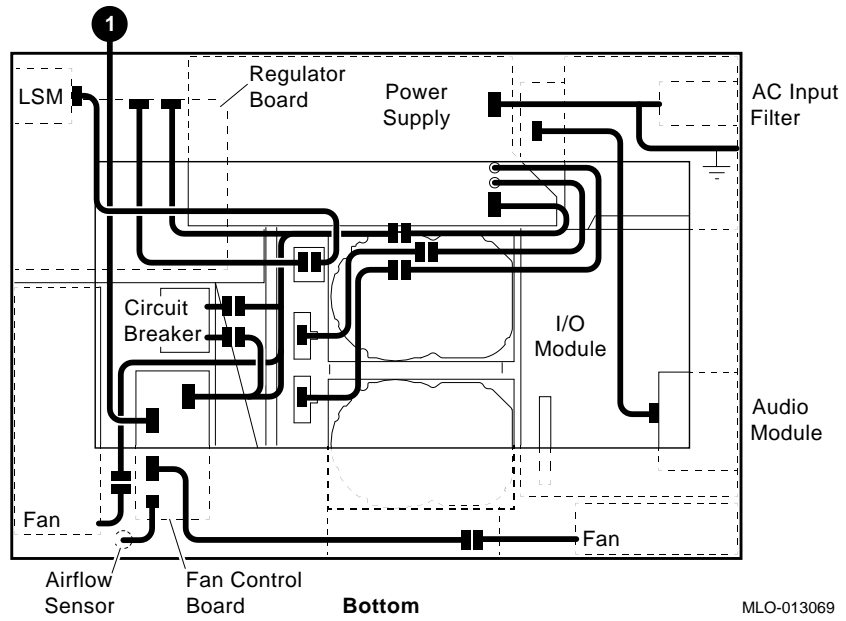 1
LSM
Regulator
Board
Power
Supply
AC Input
Filter
Circuit
Breaker
I/O
Module
Audio
Module
Fan
Fan
Airflow
Sensor
Fan Control
Board
Bottom
MLO-013069